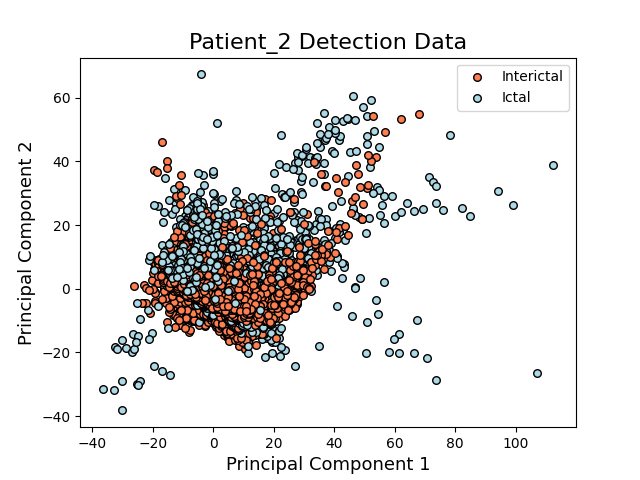 Patient_2 Detection Data
Interictal
Ictal
Principal Component 2
60
40
20
0
−20
−40
−40
−20
0
20
40
60
80
100
Principal Component 1